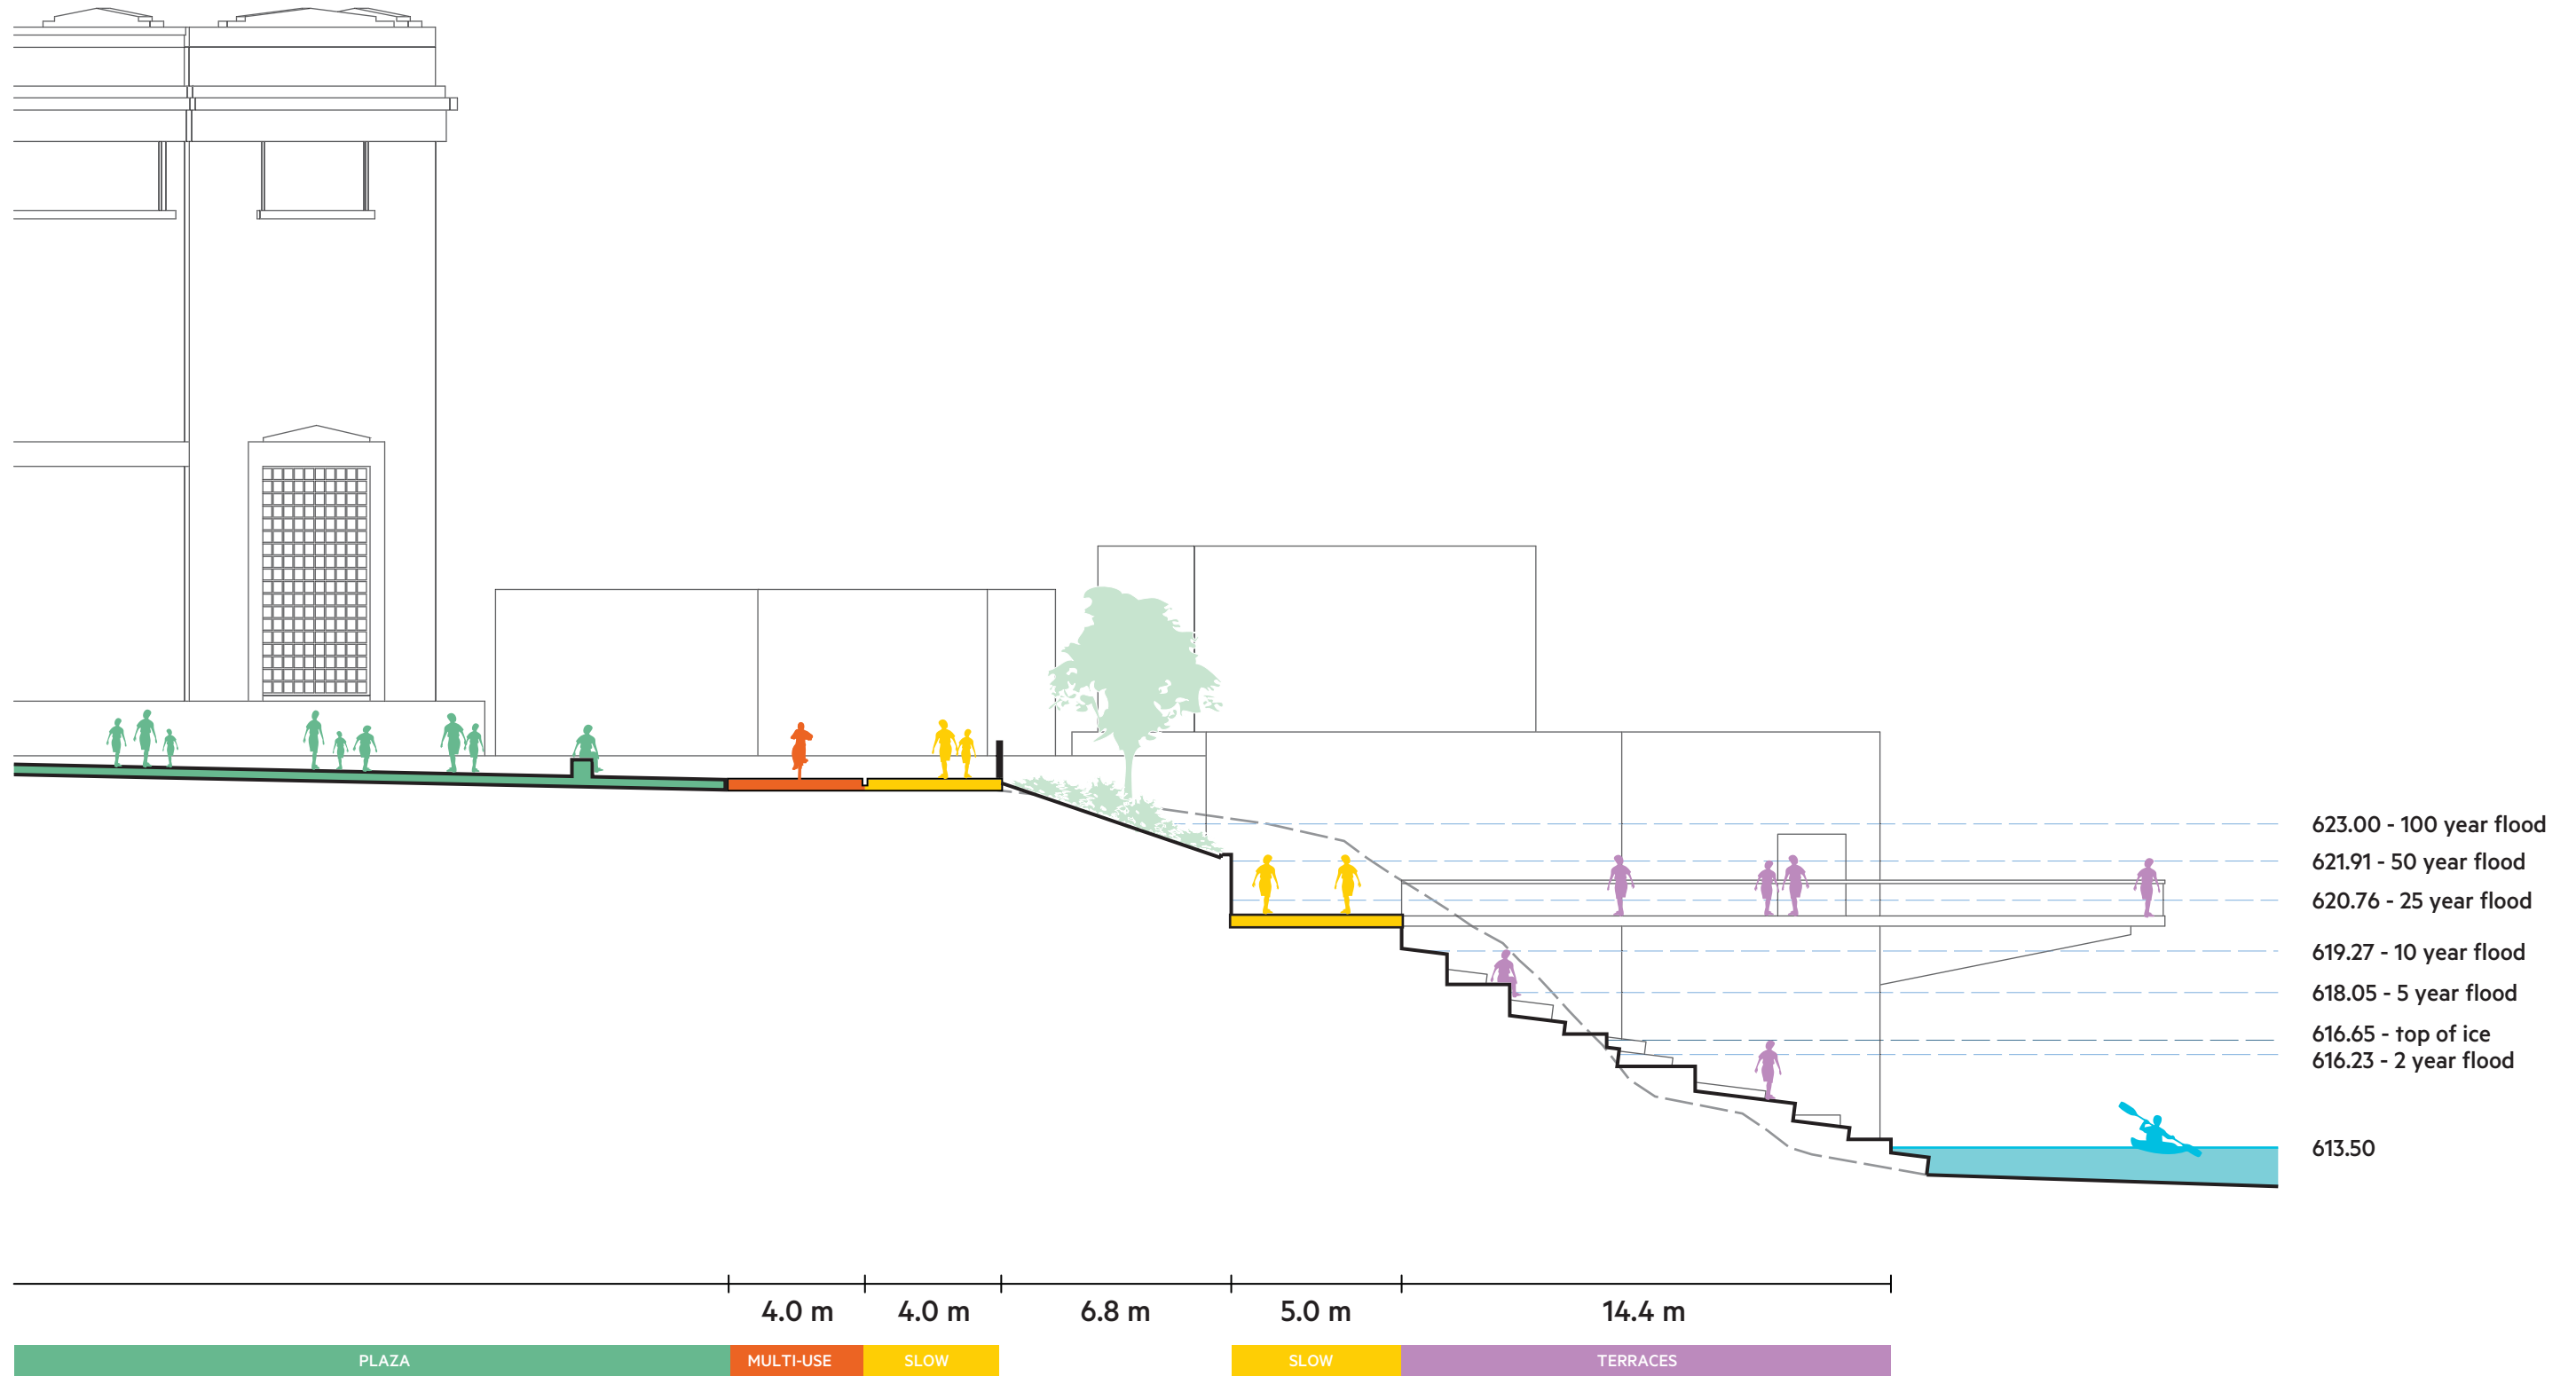 623.00 - 100 year flood
621.91 - 50 year flood
620.76 - 25 year flood
619.27 - 10 year flood
618.05 - 5 year flood
616.65 - top of ice
616.23 - 2 year flood
613.50
4.0 m 4.0 m 6.8 m 5.0 m 14.4 m
PLAZA MULTI-USE SLOW SLOW TERRACES